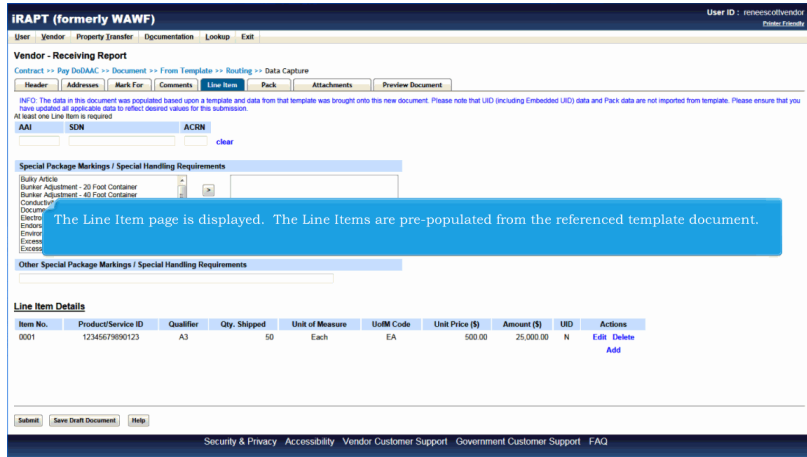 iRAPT (formerly WAWF)
User ID : reneescottvendor
Printer Friendly
User Vendor Property Transfer Documentation Lookup Exit
Vendor - Receiving Report
Contract >> Pay DoDAAC >> Document >> From Template >> Routing >> Data Capture
Header Addresses Mark For Comments Line Item Pack Attachments Preview Document
INFO: The data in this document was populated based upon a template and data from that template was brought onto this new document. Please note that UID (including Embedded UID) data and Pack data are not imported from template. Please ensure that you
have updated all applicable data to reflect desired values for this submission.
At least one Line Item is required
AAI SDN ACRN
clear
Special Package Markings / Special Handling Requirements
Bulky Article
Bunker Adjustment - 20 Foot Container
Bunker Adjustment - 40 Foot Container
>
Conductivi
Docume
Electro
Endors
Environ
Excess
Excess
The Line Item page is displayed. The Line Items are pre-populated from the referenced template document.
Other Special Package Markings / Special Handling Requirements
Line Item Details
Item No. Product/Service ID Qualifier Qty. Shipped Unit of Measure UofM Code Unit Price ($) Amount ($) UID Actions
0001 12345679890123 A3 50 Each EA 500.00 25,000.00 N Edit Delete
Add
Submit Save Draft Document Help
Security & Privacy Accessibility Vendor Customer Support Government Customer Support FAQ